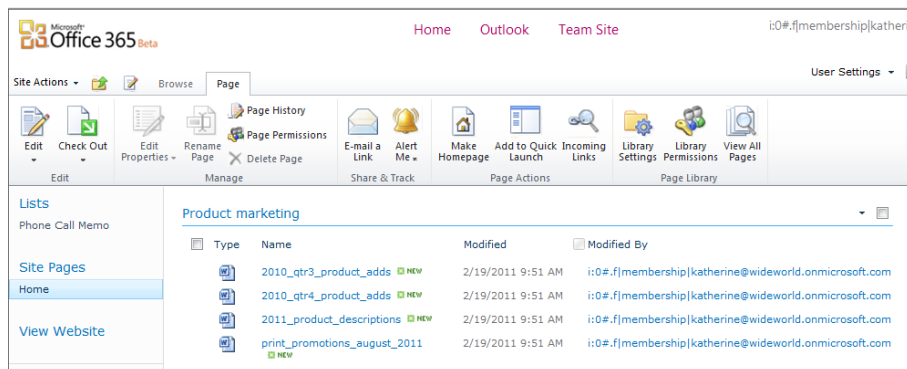 Microsoft
Office 365 Beta
Home Outlook Team Site
i:0#.f|membership|katheri
User Settings
Site Actions Browse Page
Edit
Check Out
Edit
Edit
Properties
Rename
Page
Page History
Page Permissions
Delete Page
Manage
E-mail a
Link
Alert
Me
Share & Track
Make
Homepage
Add to Quick
Launch
Incoming
Links
Page Actions
Library
Settings
Library
Permissions
View All
Pages
Page Library
Lists
Phone Call Memo
Site Pages
Home
View Website
Product marketing
Type Name Modified Modified By
2010_qtr3_product_adds NEW 2/19/2011 9:51 AM i:0#.f|membership|katherine@wideworld.onmicrosoft.com
2010_qtr4_product_adds NEW 2/19/2011 9:51 AM i:0#.f|membership|katherine@wideworld.onmicrosoft.com
2011_product_descriptions NEW 2/19/2011 9:51 AM i:0#.f|membership|katherine@wideworld.onmicrosoft.com
print_promotions_august_2011 2/19/2011 9:51 AM i:0#.f|membership|katherine@wideworld.onmicrosoft.com
NEW